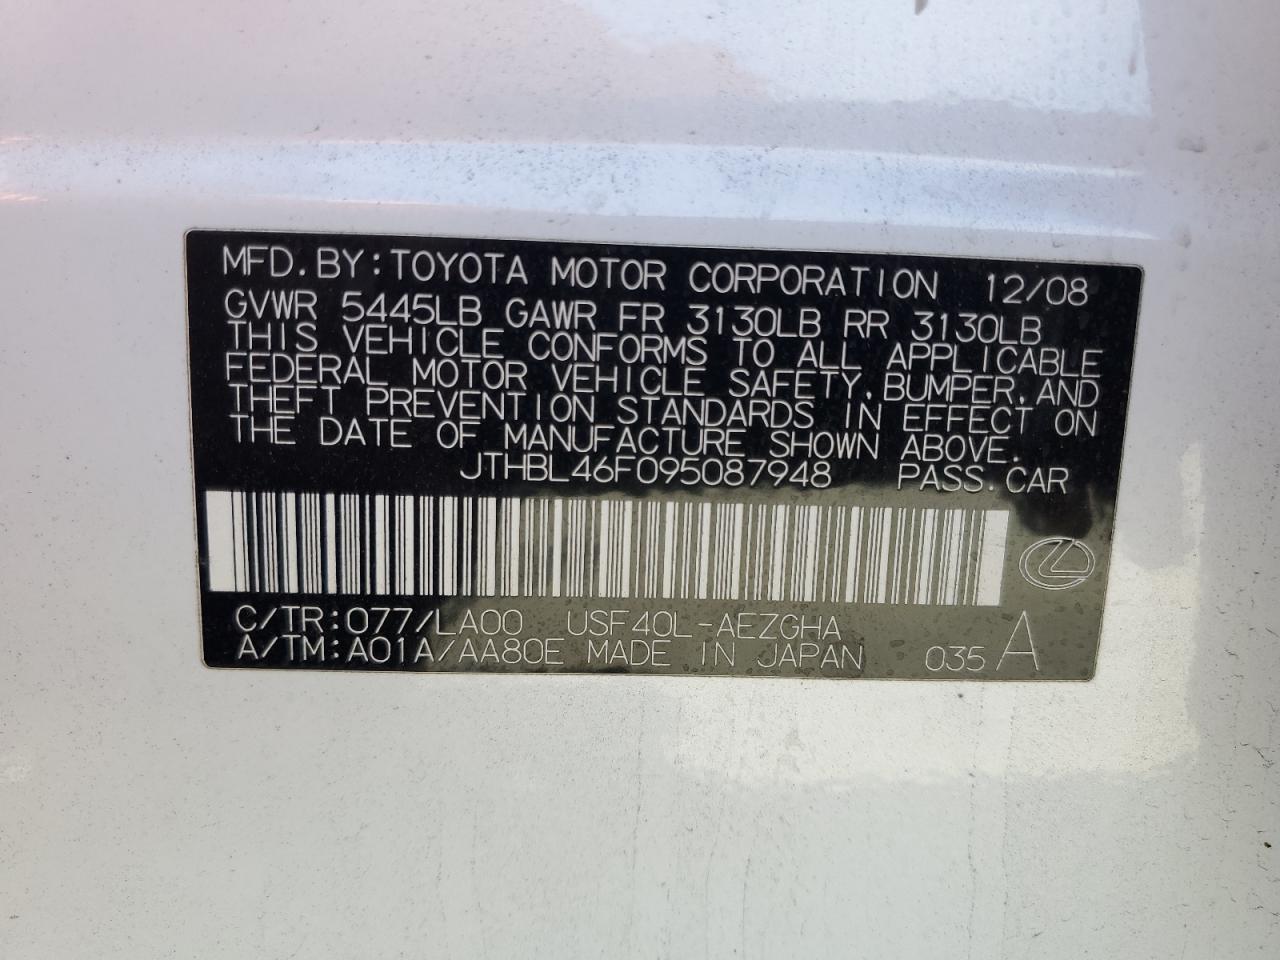 MFD.BY:TOYOTA MOTOR CORPORATION 12/08
GVWR 5445LB GAWR FR 3130LB RR 3130LB
THIS VEHICLE CONFORMS TO ALL APPLICABLE
FEDERAL MOTOR VEHICLE SAFETY,BUMPER,AND
THEFT PREVENTION STANDARDS IN EFFECT ON
THE DATE OF MANUFACTURE SHOWN ABOVE.
JTHBL46F095087948 PASS.CAR
C/TR:077/LA00 USF40L-AEZGHA
A/TM:A01A/AA80E MADE IN JAPAN 035 A